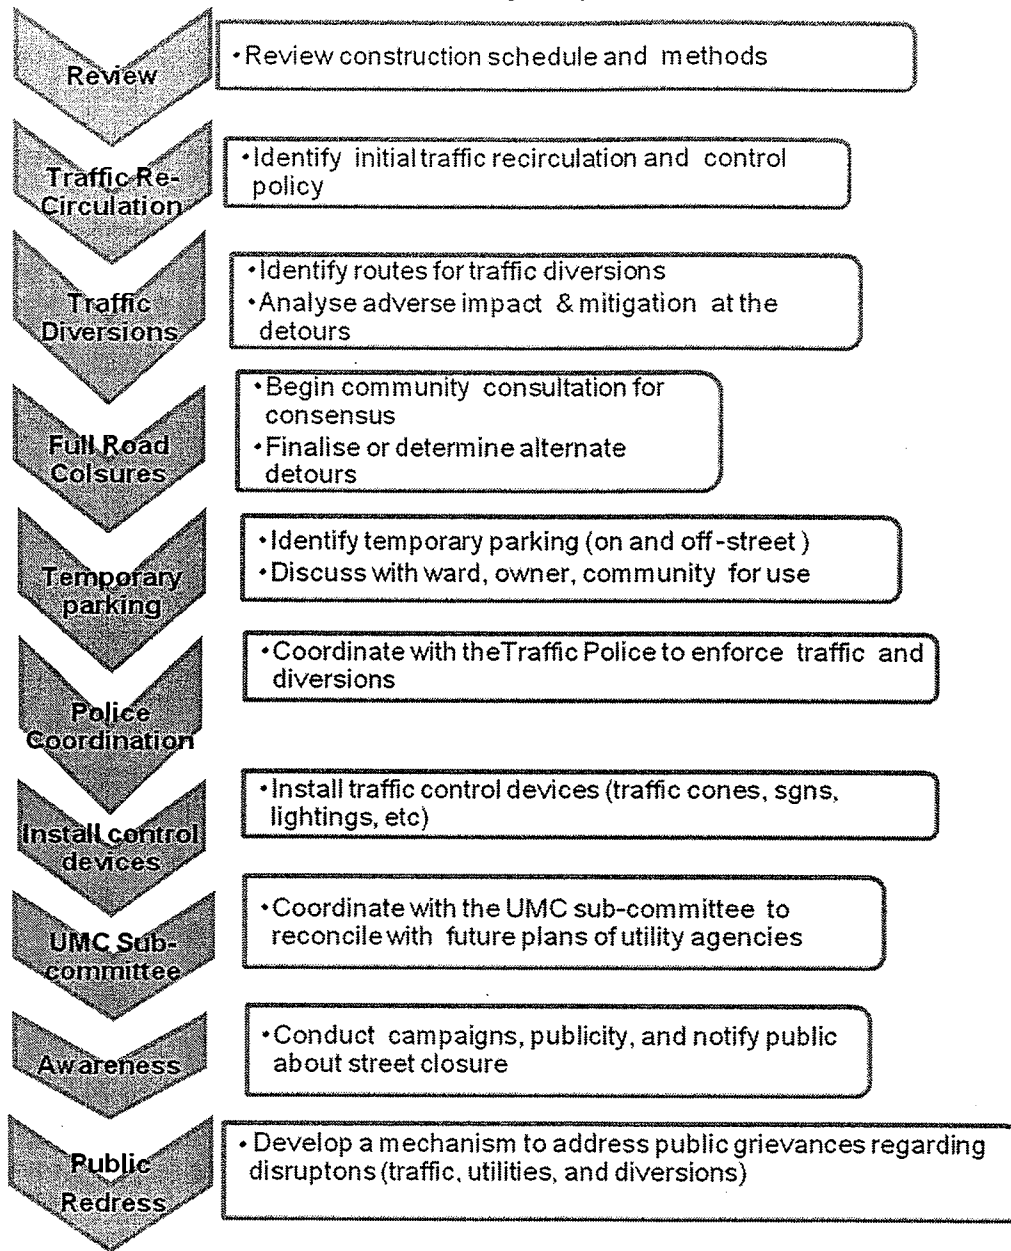 Review
•Review construction schedule and methods
Traffic Re-
Circulation
•Identify initial traffic recirculation and control
policy
Traffic
Diversions
•Identify routes for traffic diversions
•Analyse adverse impact & mitigation at the
detours
Full Road
Colsures
•Begin community consultation for
consensus
•Finalise or determine alternate
detours
Temporary
parking
•Identify temporary parking (on and off-street)
•Discuss with ward, owner, community for use
Police
Coordination
•Coordinate with theTraffic Police to enforce traffic and
diversions
Install control
devices
•Install traffic control devices (traffic cones, sgns,
lightings, etc)
UMC Sub-
committee
•Coordinate with the UMC sub-committee to
reconcile with future plans of utility agencies
Awareness
•Conduct campaigns, publicity, and notify public
about street closure
Public
Redress
• Develop a mechanism to address public grievances regarding
disruptons (traffic, utilities, and diversions)